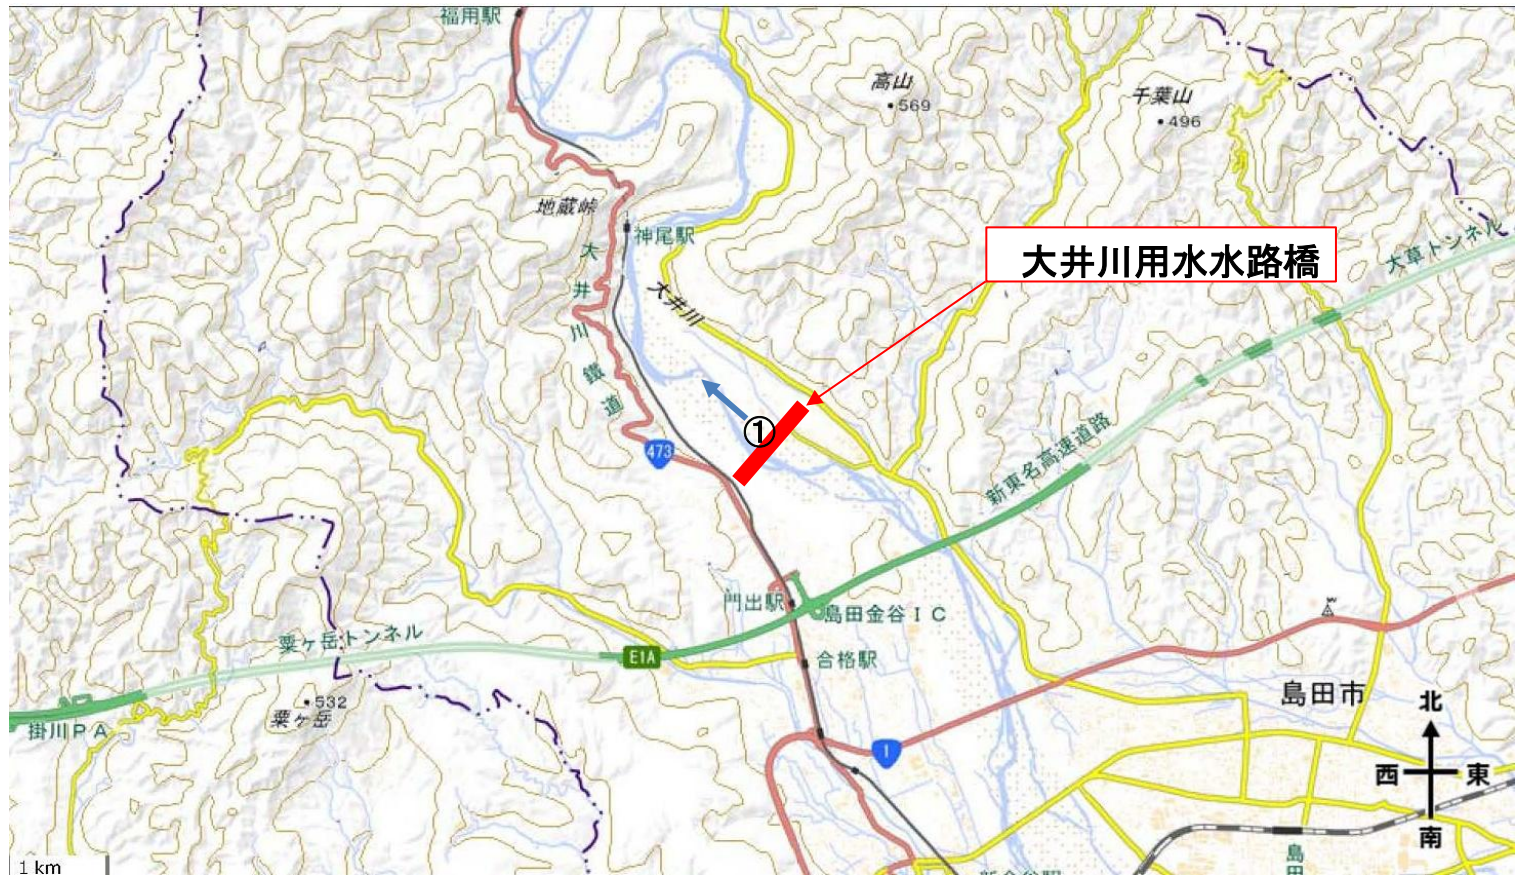 福用駅
高山
569
千葉山
496
地蔵峠
神尾駅
大井川鐵道
大井川
大井川用水水路橋
大草トンネル
①
473
新東名高速道路
門出駅
島田金谷IC
粟ヶ岳トンネル
E1A
合格駅
532
粟ヶ岳
掛川PA
島田市
1
北
西 東
南
島田
1 km